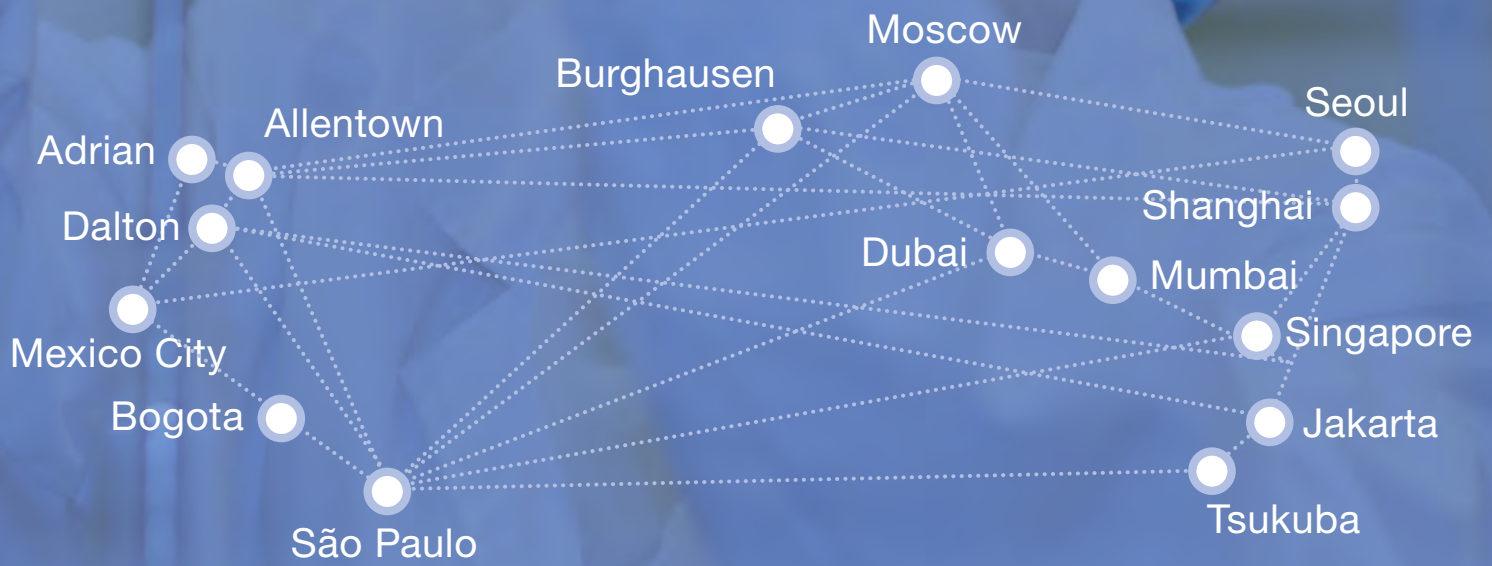 Moscow
Burghausen
Seoul
Allentown
Adrian
Shanghai
Dalton
Dubai
Mumbai
Singapore
Mexico City
Bogota
Jakarta
Tsukuba
São Paulo